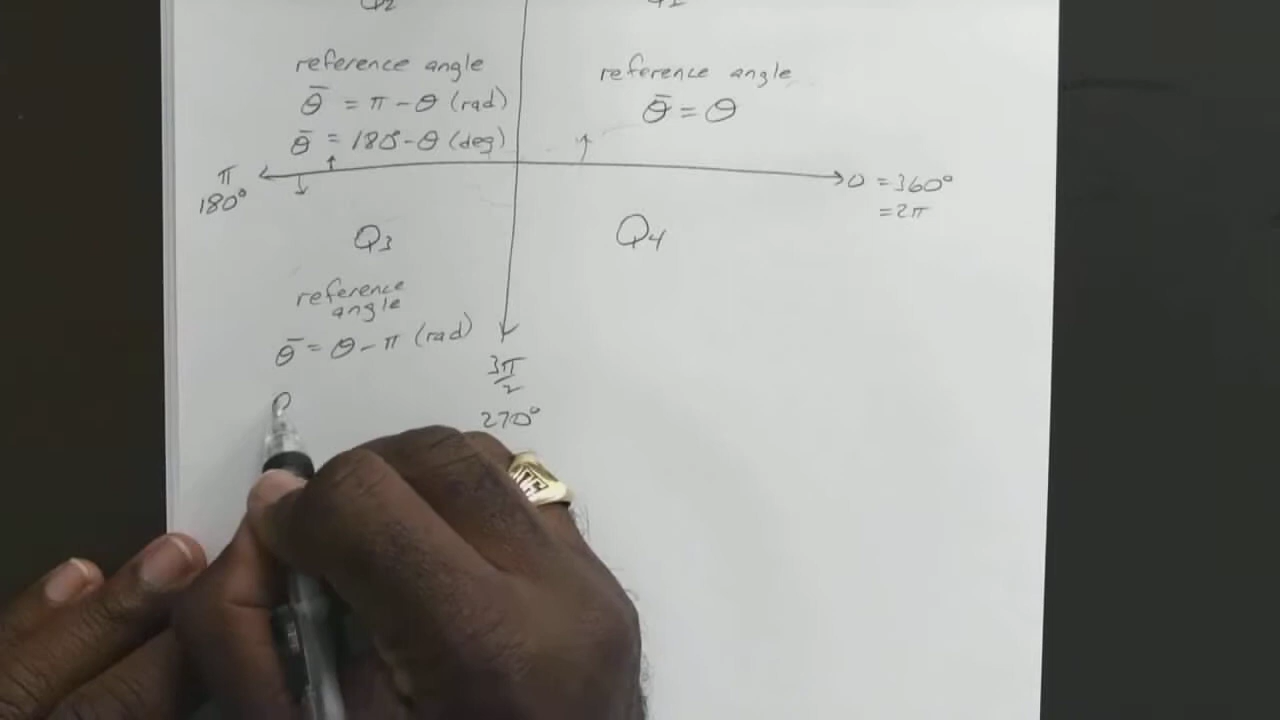 Q2
reference angle
θ̄ = π - θ (rad)
θ̄ = 180° - θ (deg)
reference angle
θ̄ = θ
π
180°
0 = 360°
= 2π
Q3
Q4
reference
angle
θ̄ = θ - π (rad)
3π/2
270°